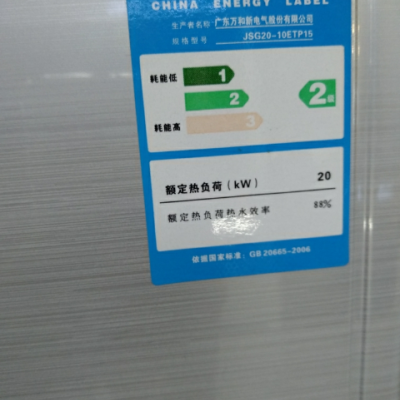 CHINA ENERGY LABEL
生产者名称 广东万和新电气股份有限公司
规格型号 JSG20-10ETP15
耗能低 1
2 2级
耗能高 3
额定热负荷(kW) 20
额定热负荷热水效率 88%
依据国家标准:GB 20665-2006